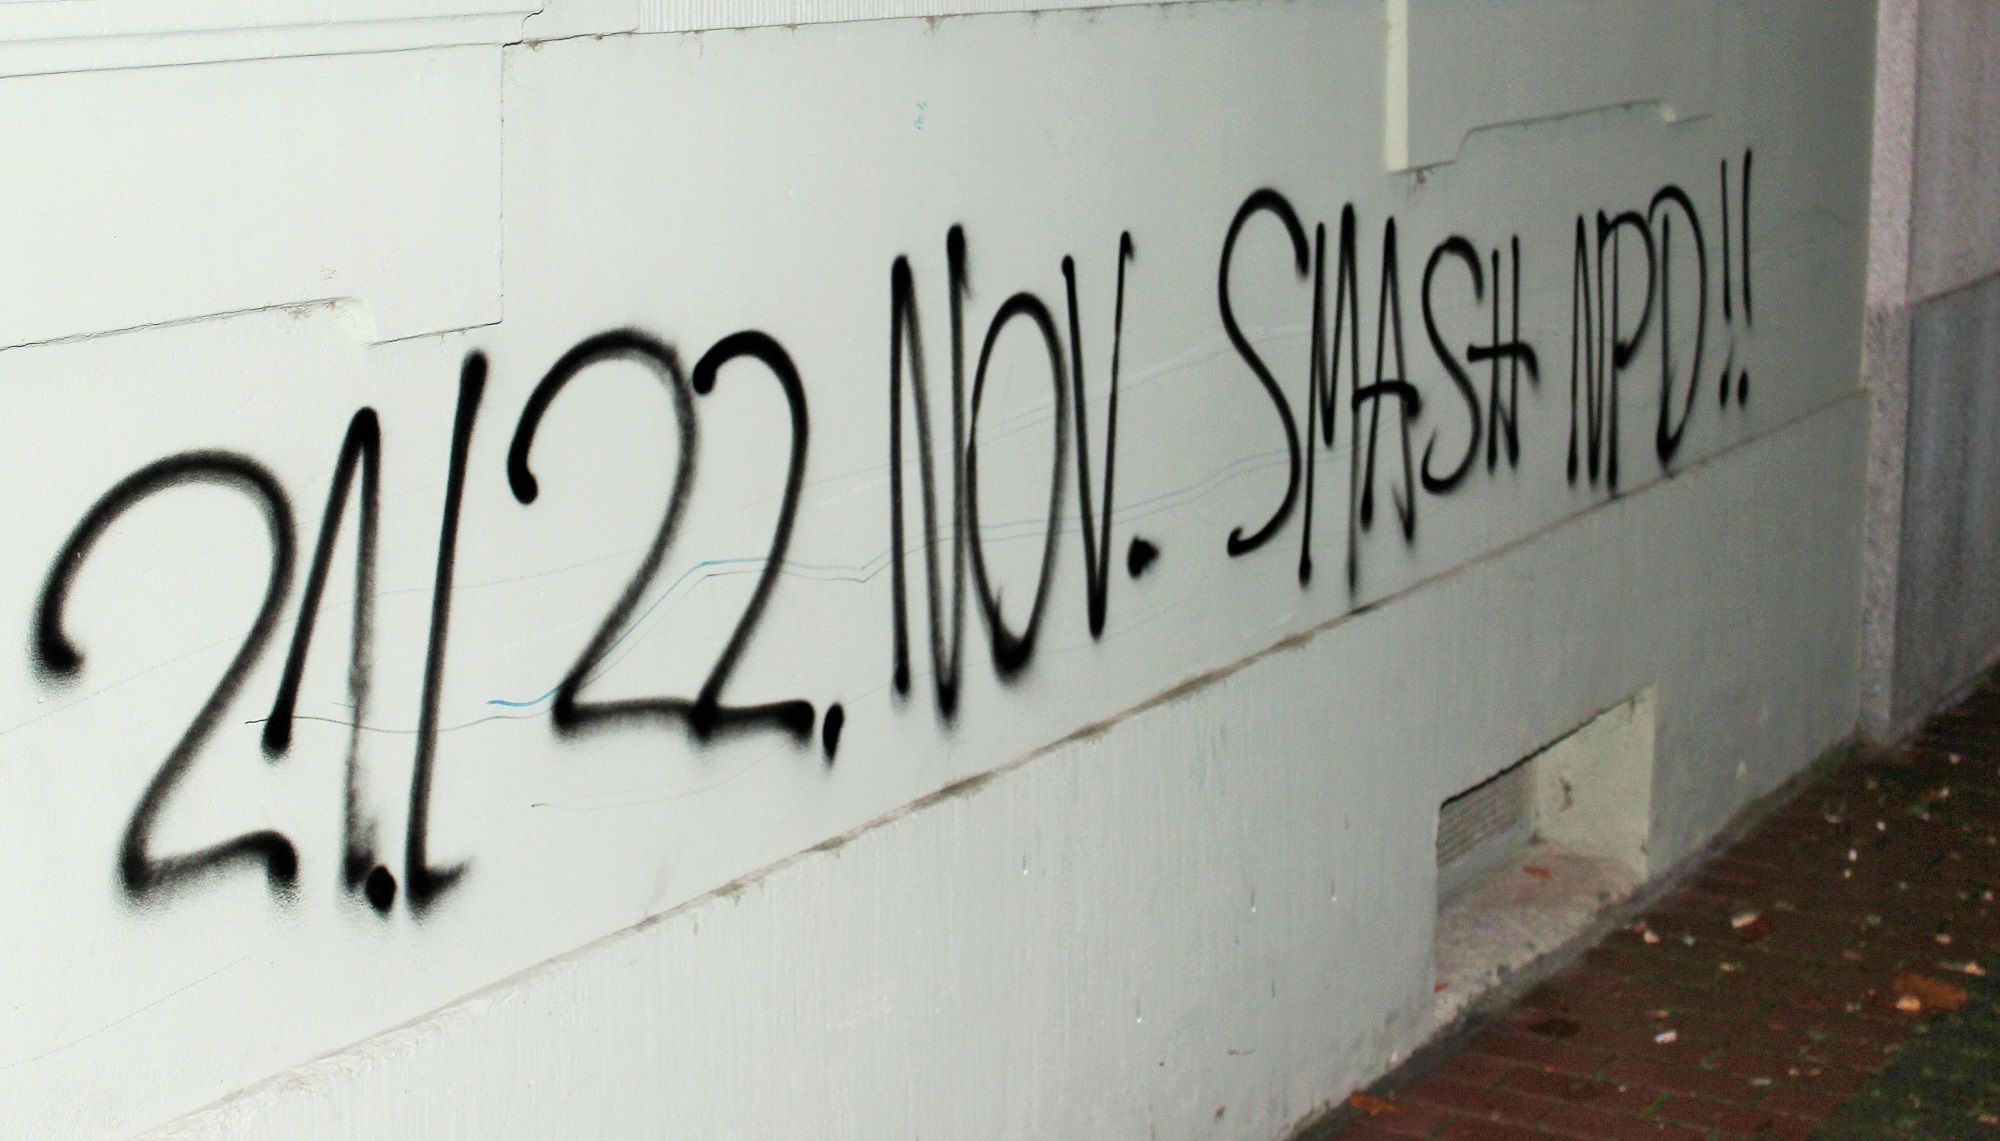 21./22. NOV. SMASH NPD!!